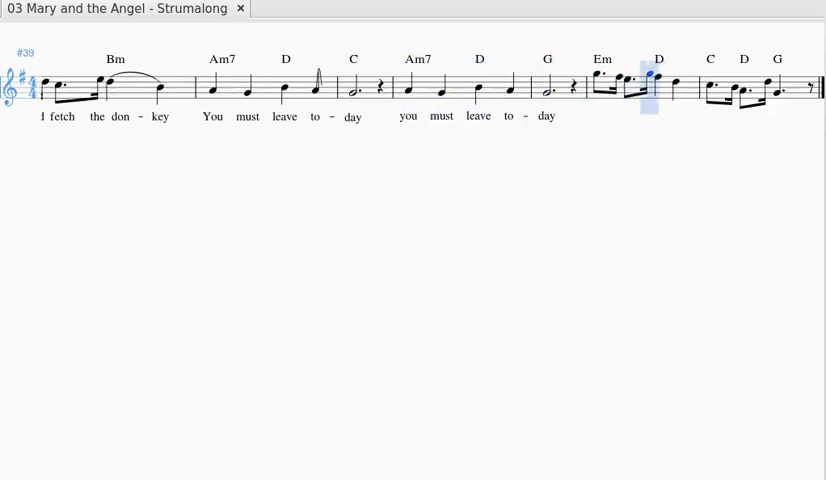 03 Mary and the Angel - Strumalong ×
#39
Bm Am7 D C Am7 D G Em D C D G
fetch the don - key You must leave to - day you must leave to - day